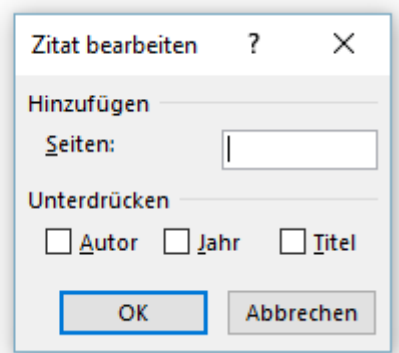 Zitat bearbeiten ?
Hinzufügen
Seiten:
Unterdrücken
Autor Jahr Titel
OK Abbrechen